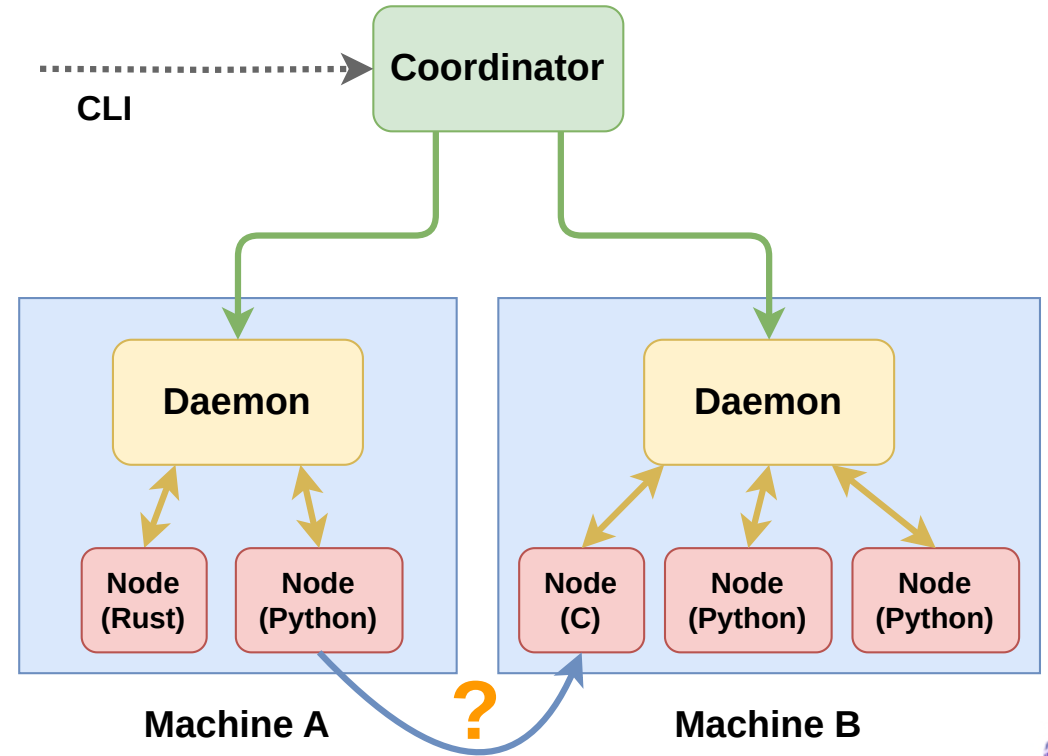 Coordinator
CLI
Daemon
Daemon
Node
(Rust)
Node
(Python)
Node
(C)
Node
(Python)
Node
(Python)
?
Machine A
Machine B